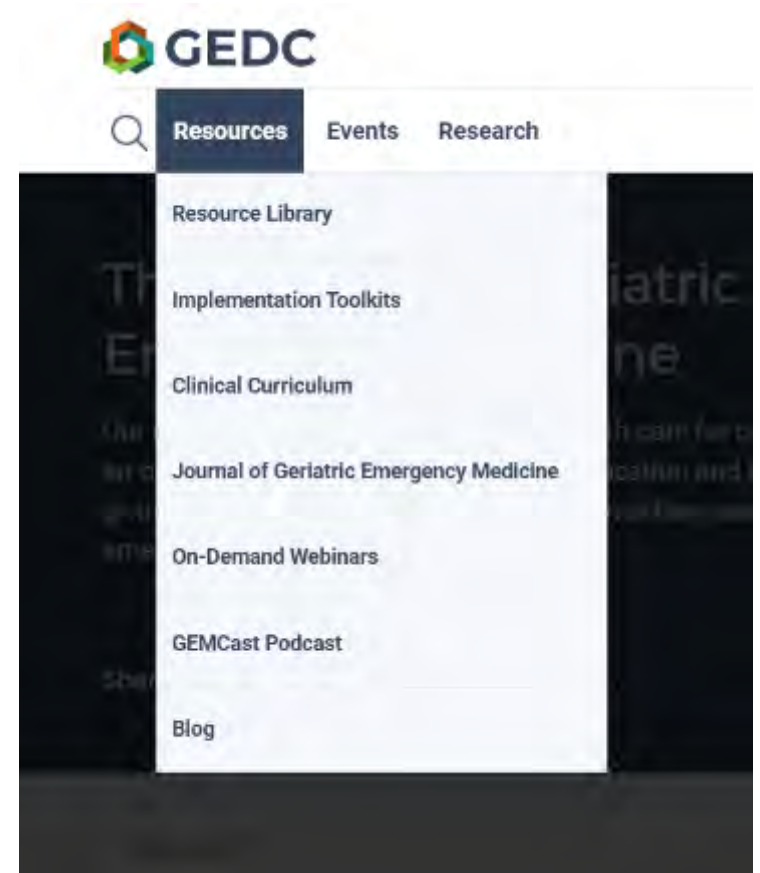 GEDC
Resources Events Research
Resource Library
Implementation Toolkits
Clinical Curriculum
Journal of Geriatric Emergency Medicine
On-Demand Webinars
GEMCast Podcast
Blog